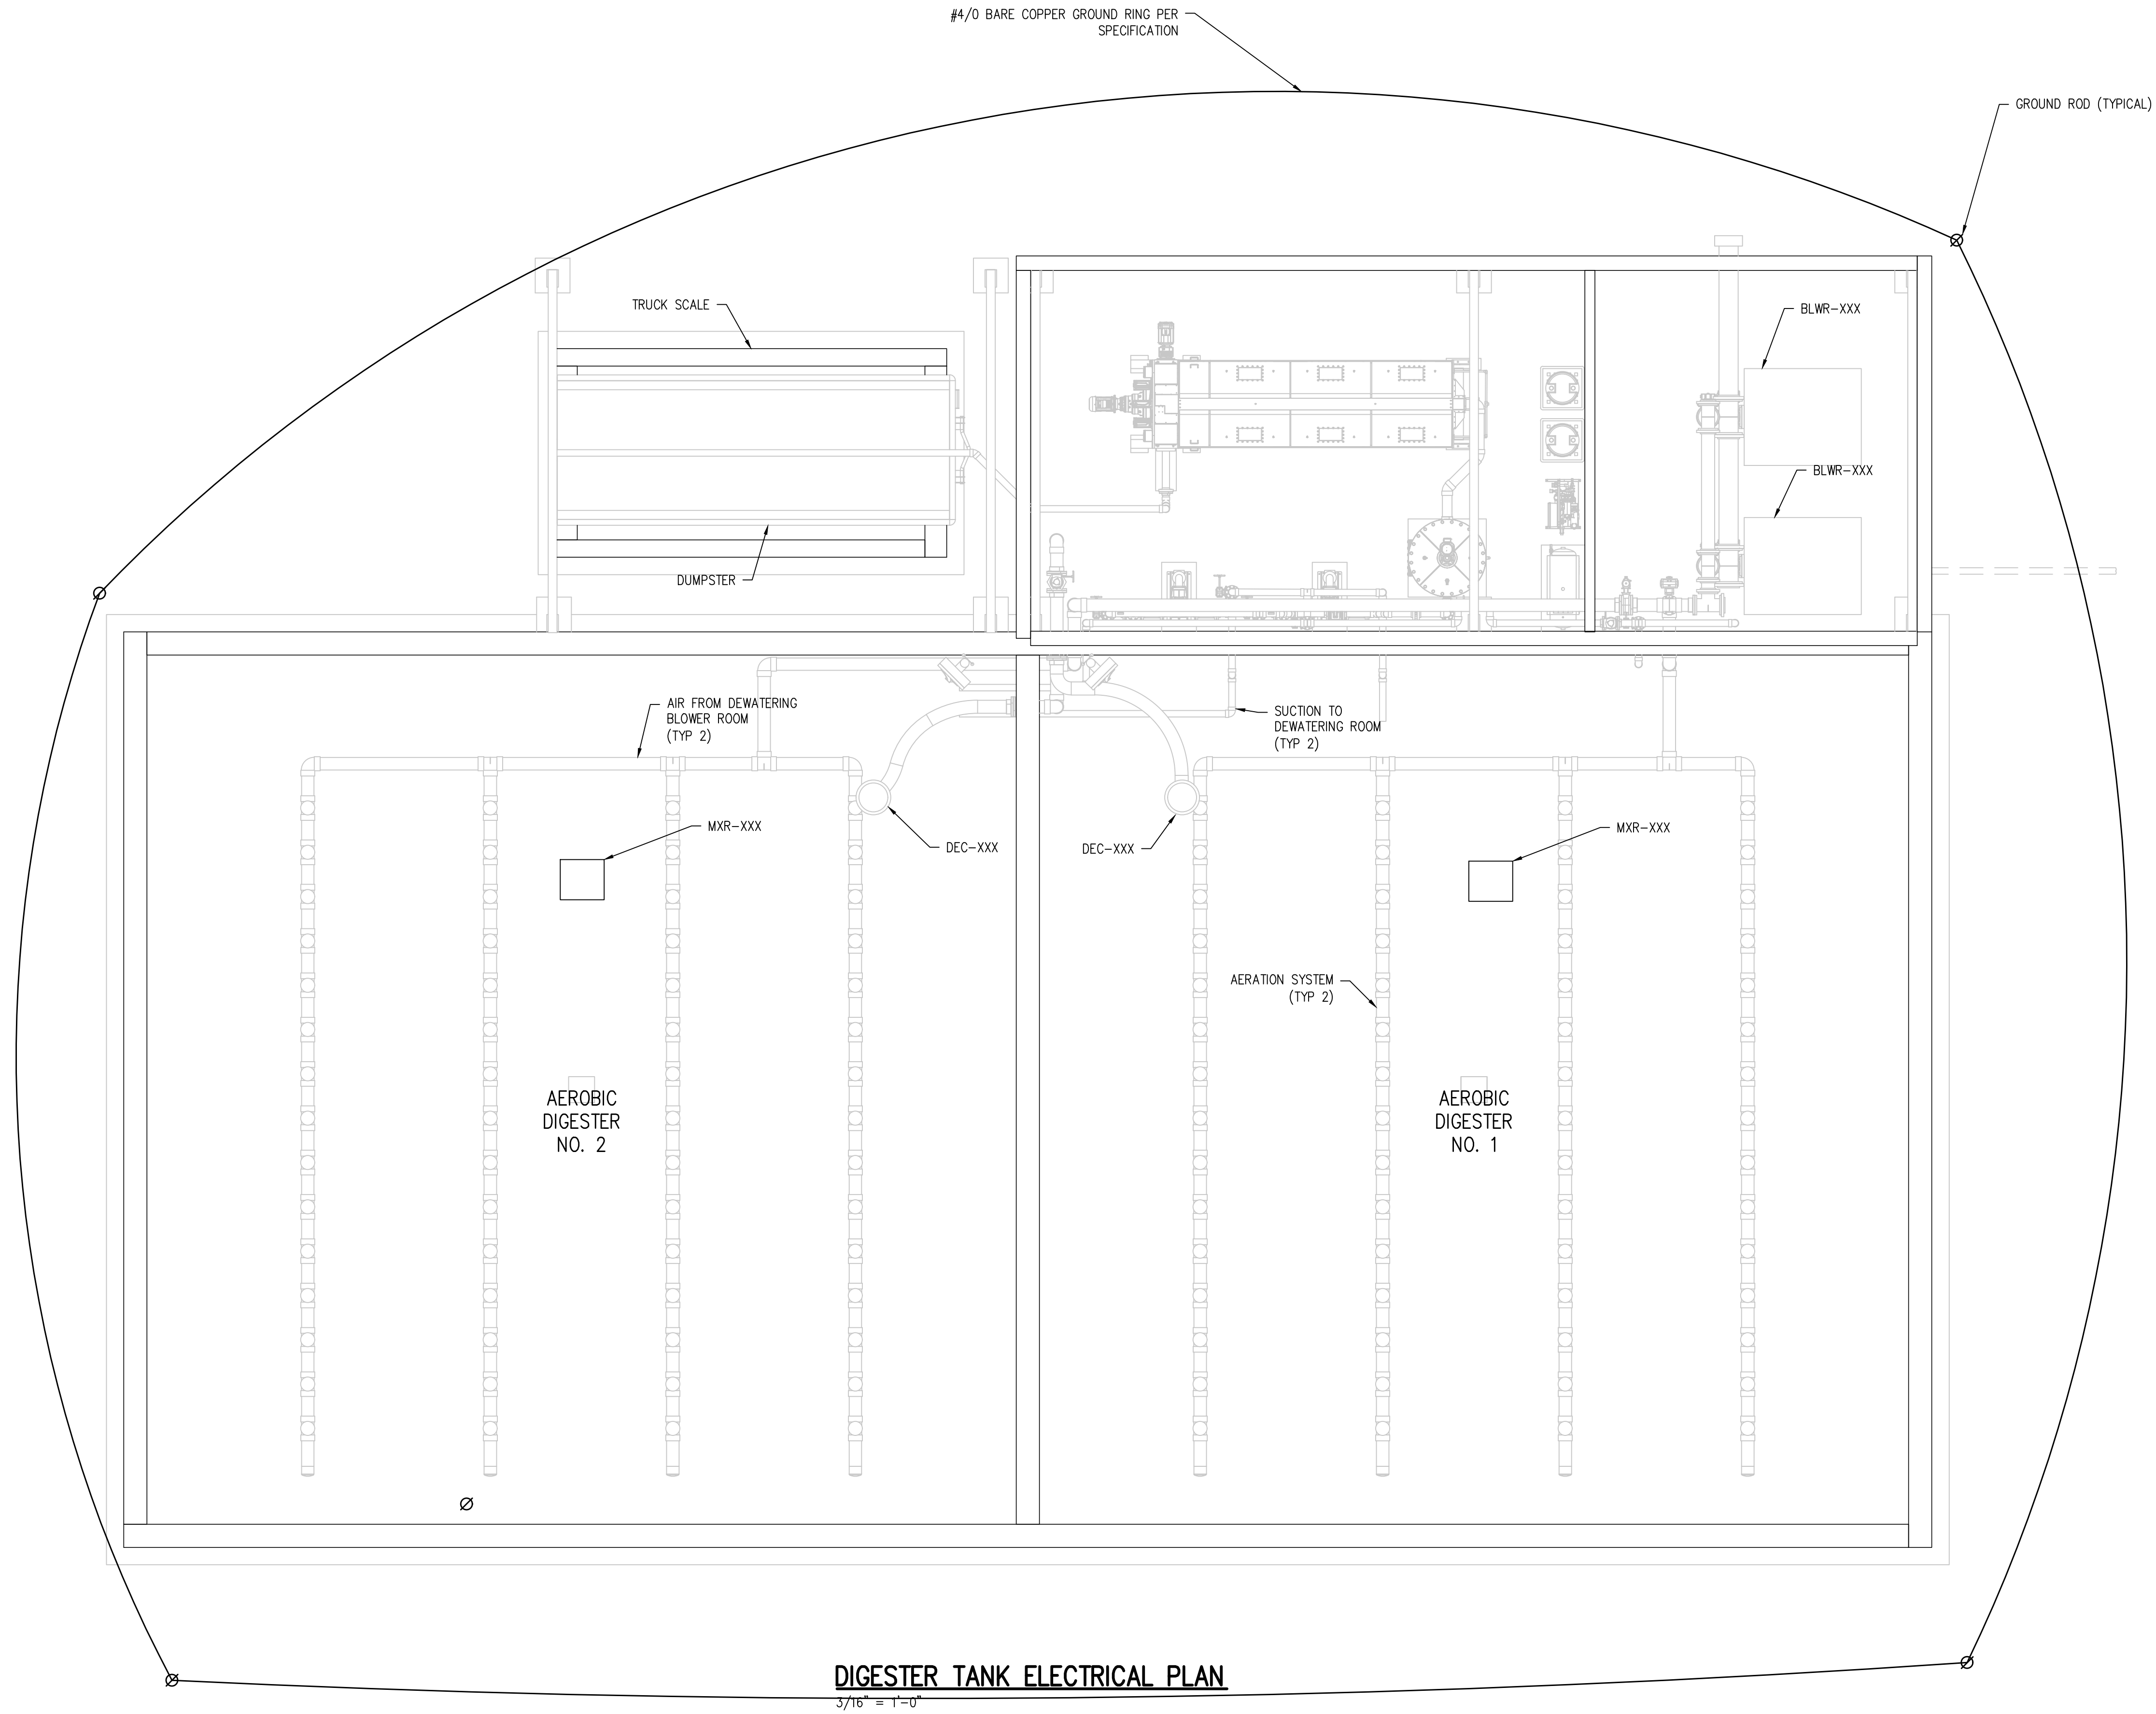 #4/0 BARE COPPER GROUND RING PER
SPECIFICATION
GROUND ROD (TYPICAL)
TRUCK SCALE
BLWR-XXX
BLWR-XXX
DUMPSTER
AIR FROM DEWATERING
BLOWER ROOM
(TYP 2)
SUCTION TO
DEWATERING ROOM
(TYP 2)
MXR-XXX
DEC-XXX
DEC-XXX
MXR-XXX
AERATION SYSTEM
(TYP 2)
AEROBIC
DIGESTER
NO. 2
AEROBIC
DIGESTER
NO. 1
DIGESTER TANK ELECTRICAL PLAN
3/16" = 1'-0"